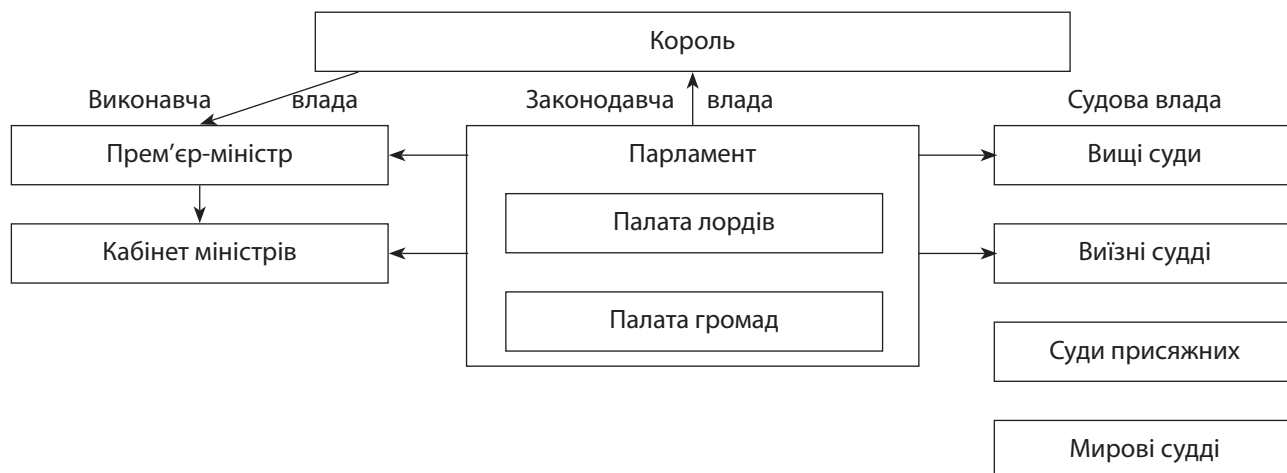 Король
Виконавча влада
Законодавча влада
Судова влада
Прем’єр-міністр
Парламент
Вищі суди
Кабінет міністрів
Палата лордів
Виїзні судді
Палата громад
Суди присяжних
Мирові судді